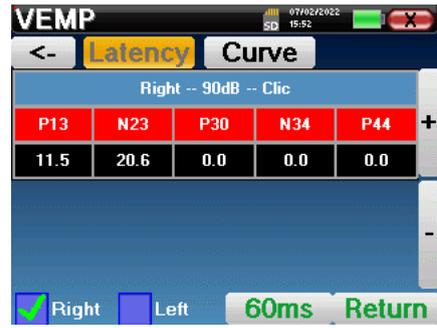 VEMP SD 07/02/2022 15:52 X
<- Latency Curve
Right -- 90dB -- Clic
P13 N23 P30 N34 P44 +
11.5 20.6 0.0 0.0 0.0
-
Right Left 60ms Return